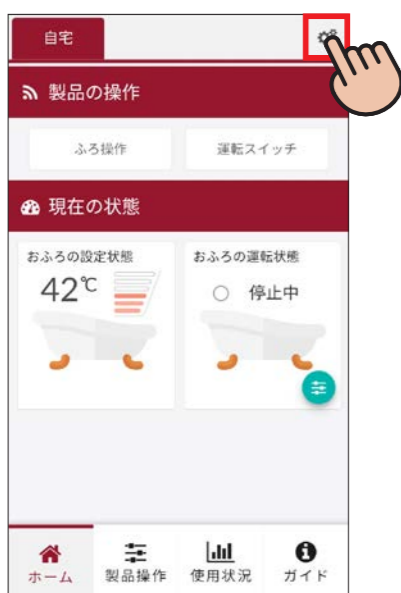 自宅
製品の操作
ふろ操作
運転スイッチ
現在の状態
おふろの設定状態
42℃
おふろの運転状態
停止中
ホーム
製品操作
使用状況
ガイド